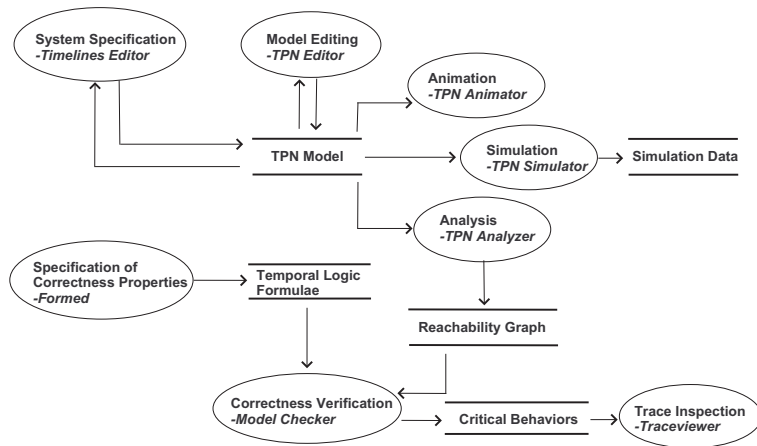 System Specification
-Timelines Editor
Model Editing
-TPN Editor
Animation
-TPN Animator
TPN Model
Simulation
-TPN Simulator
Simulation Data
Analysis
-TPN Analyzer
Specification of
Correctness Properties
-Formed
Temporal Logic
Formulae
Reachability Graph
Correctness Verification
-Model Checker
Critical Behaviors
Trace Inspection
-Traceviewer